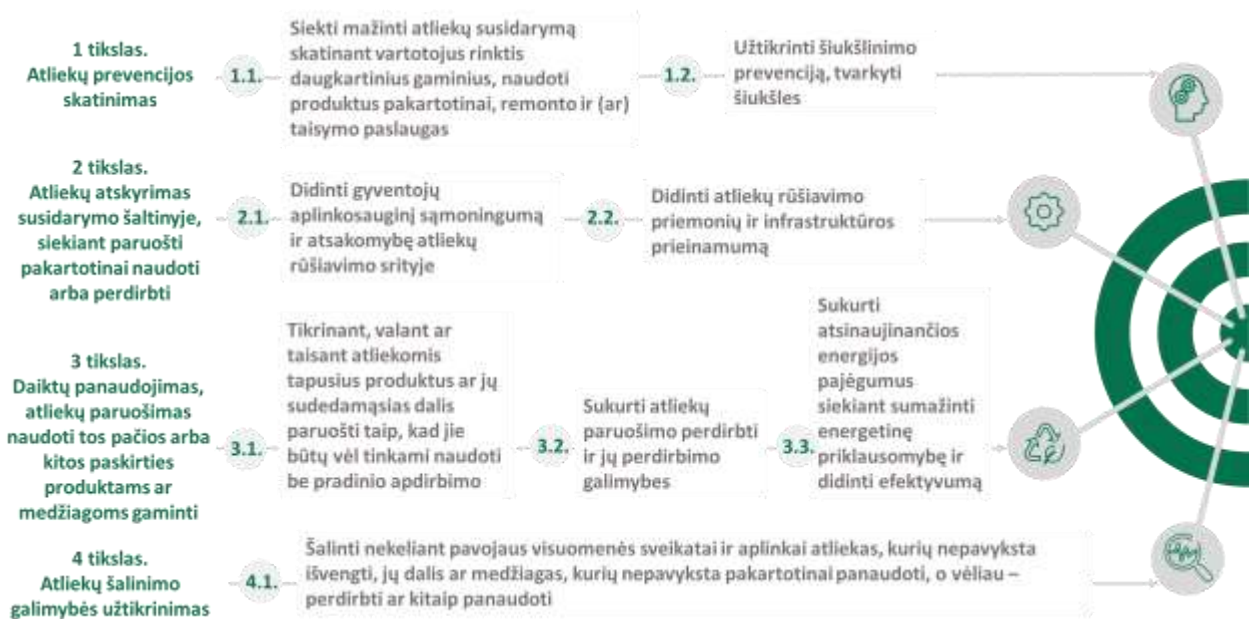 1 tikslas.
Atliekų prevencijos
skatinimas
1.1.
Siekti mažinti atliekų susidarymą
skatinant vartotojus rinktis
daugkartinius gaminius, naudoti
produktus pakartotinai, remonto ir (ar)
taisymo paslaugas
1.2.
Užtikrinti šiukšlinimo
prevenciją, tvarkyti
šiukšles
2 tikslas.
Atliekų atskyrimas
susidarymo šaltinyje,
siekiant paruošti
pakartotinai naudoti
arba perdirbti
2.1.
Didinti gyventojų
aplinkosauginį sąmoningumą
ir atsakomybę atliekų
rūšiavimo srityje
2.2.
Didinti atliekų rūšiavimo
priemonių ir infrastruktūros
prieinamumą
3 tikslas.
Daiktų panaudojimas,
atliekų paruošimas
naudoti tos pačios arba
kitos paskirties
produktams ar
medžiagoms gaminti
3.1.
Tikrinant, valant ar
taisant atliekomis
tapusius produktus ar jų
sudedamąsias dalis
paruošti taip, kad jie
būtų vėl tinkami naudoti
be pradinio apdirbimo
3.2.
Sukurti atliekų
paruošimo perdirbti
ir jų perdirbimo
galimybes
3.3.
Sukurti
atsinaujinančios
energijos
pajėgumus
siekiant sumažinti
energetinę
priklausomybę ir
didinti efektyvumą
4 tikslas.
Atliekų šalinimo
galimybės užtikrinimas
4.1.
Šalinti nekeliant pavojaus visuomenės sveikatai ir aplinkai atliekas, kurių nepavyksta
išvengti, jų dalis ar medžiagas, kurių nepavyksta pakartotinai panaudoti, o vėliau –
perdirbti ar kitaip panaudoti